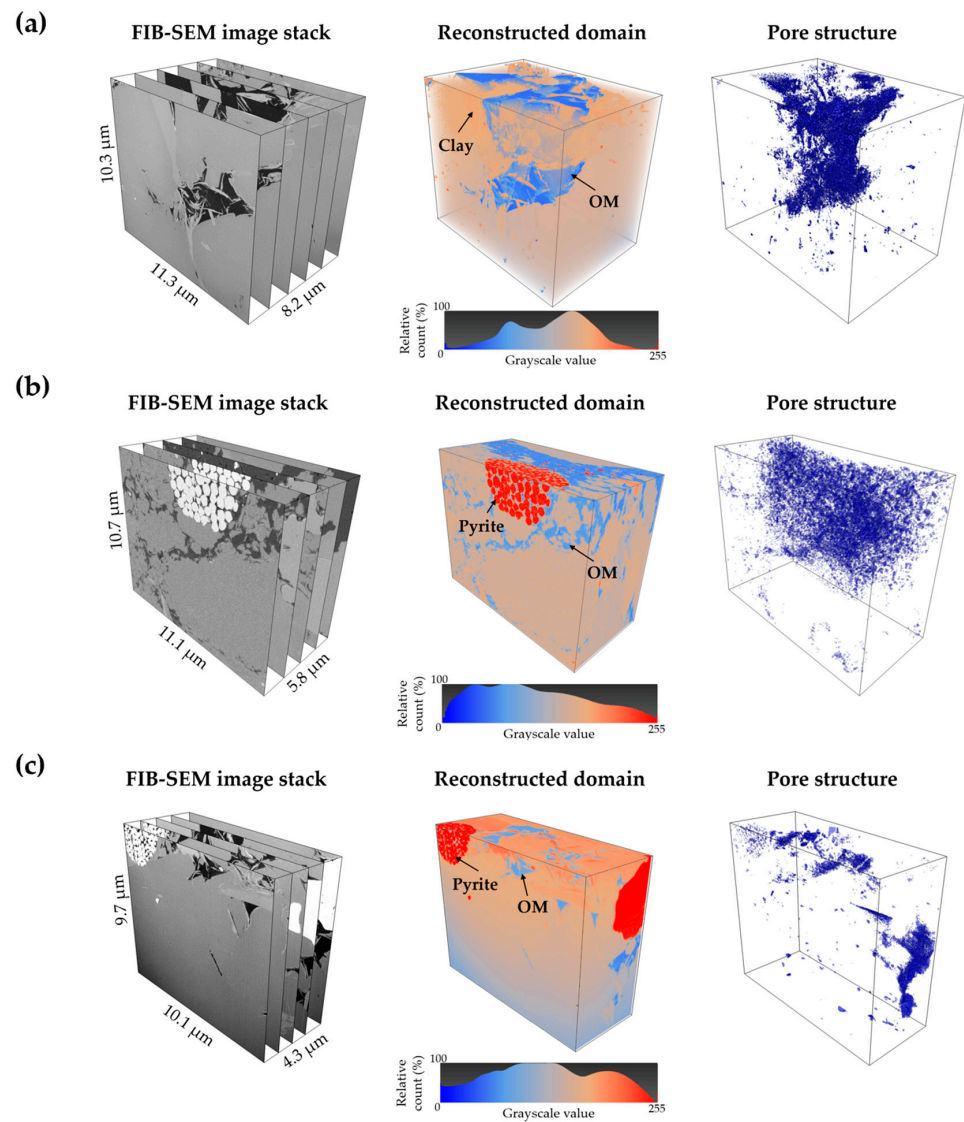 (a)
FIB-SEM image stack
Reconstructed domain
Pore structure
10.3 μm
11.3 μm
8.2 μm
Clay
OM
Relative
count (%)
100
0
255
Grayscale value
(b)
FIB-SEM image stack
Reconstructed domain
Pore structure
10.7 μm
11.1 μm
5.8 μm
Pyrite
OM
Relative
count (%)
100
0
255
Grayscale value
(c)
FIB-SEM image stack
Reconstructed domain
Pore structure
9.7 μm
10.1 μm
4.3 μm
Pyrite
OM
Relative
count (%)
100
0
255
Grayscale value